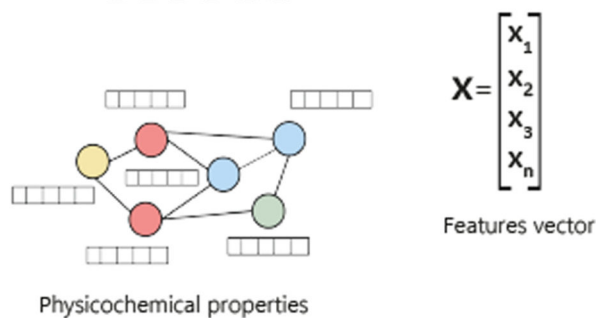 X=
X1
X2
X3
Xn
Features vector
Physicochemical properties